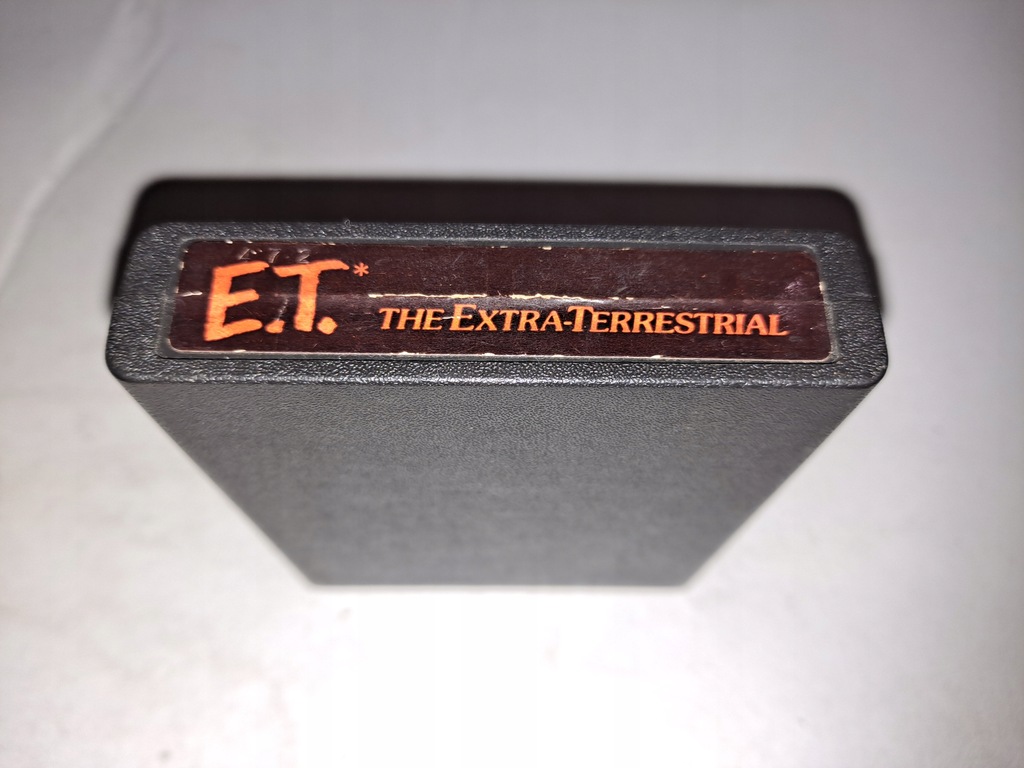 E.T.* THE EXTRA-TERRESTRIAL